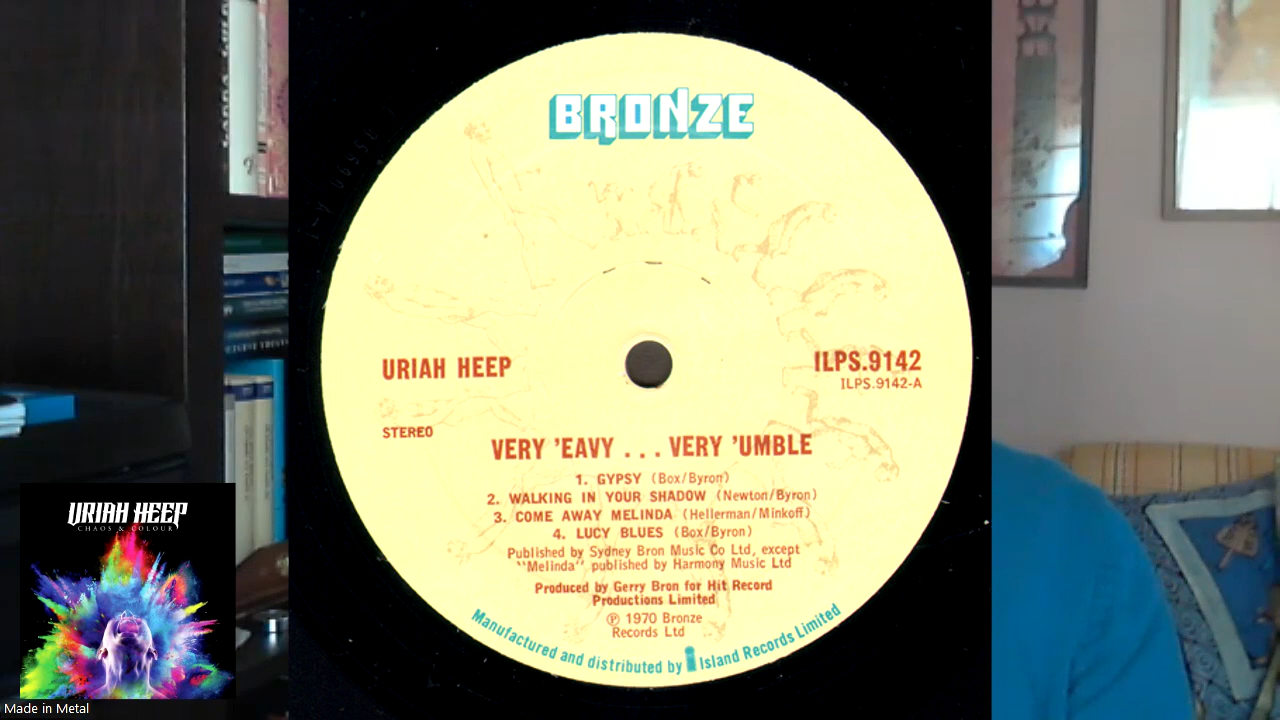 BRONZE
URIAH HEEP
ILPS.9142
ILPS.9142-A
STEREO
VERY 'EAVY . . . VERY 'UMBLE
1. GYPSY (Box/Byron)
2. WALKING IN YOUR SHADOW (Newton/Byron)
3. COME AWAY MELINDA (Hellerman/Minkoff)
4. LUCY BLUES (Box/Byron)
Published by Sydney Bron Music Co Ltd, except
"Melinda" published by Harmony Music Ltd
Produced by Gerry Bron for Hit Record
Productions Limited
℗ 1970 Bronze
Records Ltd
Manufactured and distributed by i Island Records Limited
URIAH HEEP
CHAOS & COLOUR
Made in Metal